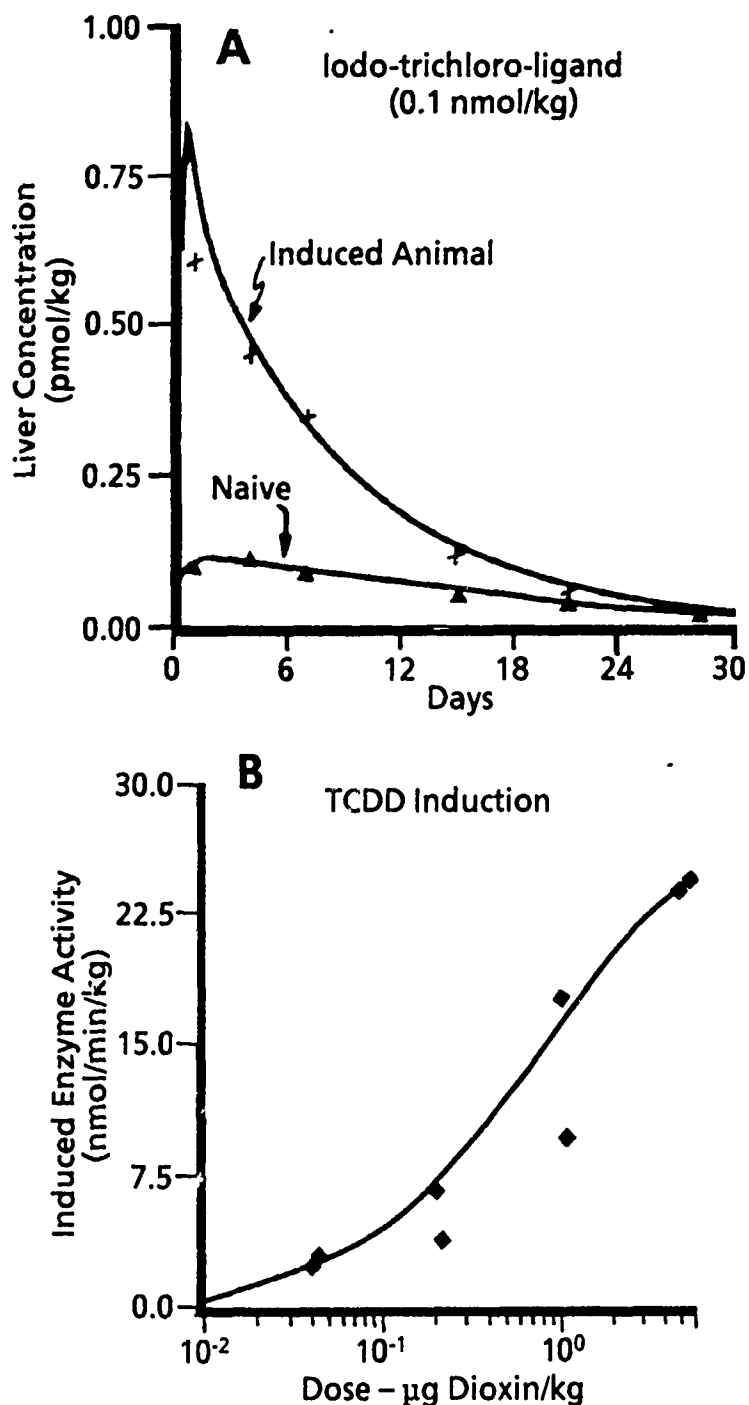 A
Iodo-trichloro-ligand
(0.1 nmol/kg)
Liver Concentration
(pmol/kg)
1.00
0.75
0.50
0.25
0.00
Induced Animal
Naive
0 6 12 18 24 30
Days
B
TCDD Induction
Induced Enzyme Activity
(nmol/min/kg)
30.0
22.5
15.0
7.5
0.0
10-2 10-1 100
Dose – μg Dioxin/kg